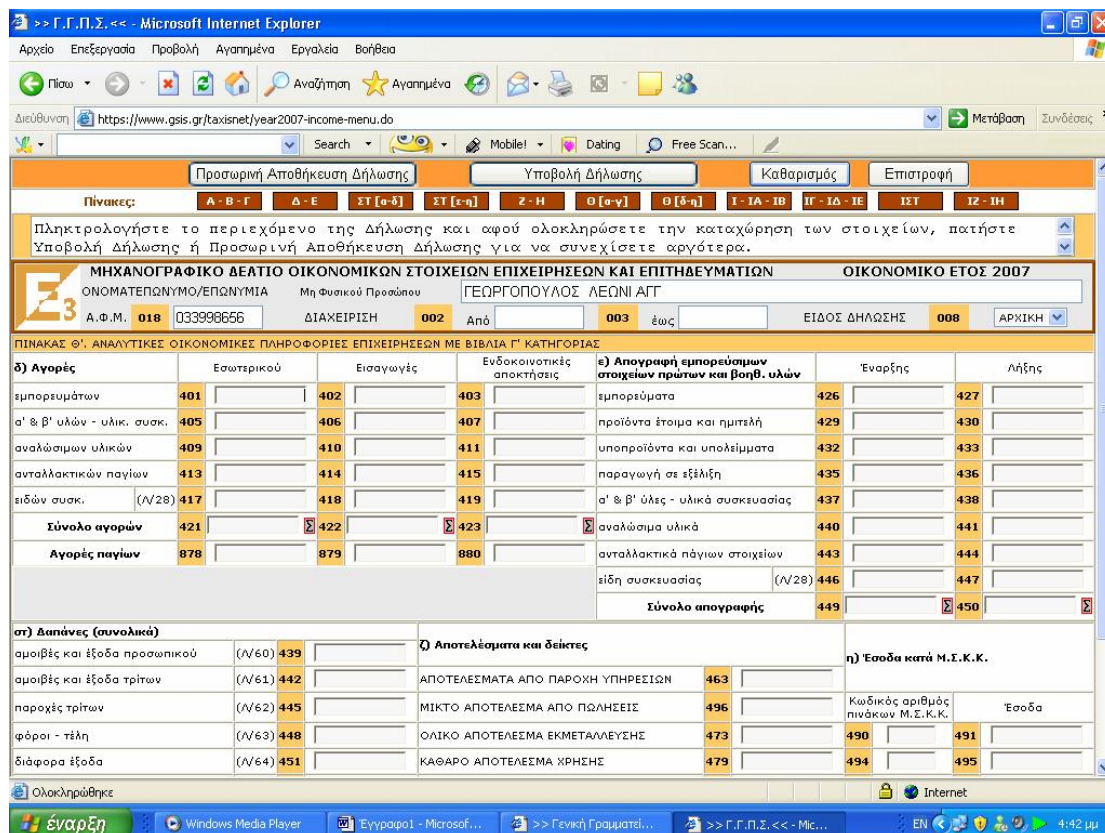 >> Γ.Γ.Π.Σ. << - Microsoft Internet Explorer
Αρχείο Επεξεργασία Προβολή Αγαπημένα Εργαλεία Βοήθεια
Πίσω Αναζήτηση Αγαπημένα
Διεύθυνση https://www.gsis.gr/taxisnet/year2007-income-menu.do Μετάβαση Συνδέσεις »
Search Mobile! Dating Free Scan...
Προσωρινή Αποθήκευση Δήλωσης Υποβολή Δήλωσης Καθαρισμός Επιστροφή
Πίνακες: Α - Β - Γ Δ - Ε ΣΤ [α-δ] ΣΤ [ε-η] Ζ - Η Θ [α-γ] Θ [δ-η] Ι - ΙΑ - ΙΒ ΙΓ - ΙΔ - ΙΕ ΙΣΤ ΙΖ - ΙΗ
Πληκτρολογήστε το περιεχόμενο της Δήλωσης και αφού ολοκληρώσετε την καταχώρηση των στοιχείων, πατήστε
Υποβολή Δήλωσης ή Προσωρινή Αποθήκευση Δήλωσης για να συνεχίσετε αργότερα.
Ε3 ΜΗΧΑΝΟΓΡΑΦΙΚΟ ΔΕΛΤΙΟ ΟΙΚΟΝΟΜΙΚΩΝ ΣΤΟΙΧΕΙΩΝ ΕΠΙΧΕΙΡΗΣΕΩΝ ΚΑΙ ΕΠΙΤΗΔΕΥΜΑΤΙΩΝ ΟΙΚΟΝΟΜΙΚΟ ΕΤΟΣ 2007
ΟΝΟΜΑΤΕΠΩΝΥΜΟ/ΕΠΩΝΥΜΙΑ Μη Φυσικού Προσώπου ΓΕΩΡΓΟΠΟΥΛΟΣ ΛΕΩΝΙ ΑΓΓ
Α.Φ.Μ. 018 033998656 ΔΙΑΧΕΙΡΙΣΗ 002 Από 003 έως ΕΙΔΟΣ ΔΗΛΩΣΗΣ 008 ΑΡΧΙΚΗ
ΠΙΝΑΚΑΣ Θ'. ΑΝΑΛΥΤΙΚΕΣ ΟΙΚΟΝΟΜΙΚΕΣ ΠΛΗΡΟΦΟΡΙΕΣ ΕΠΙΧΕΙΡΗΣΕΩΝ ΜΕ ΒΙΒΛΙΑ Γ' ΚΑΤΗΓΟΡΙΑΣ
δ) Αγορές Εσωτερικού Εισαγωγές Ενδοκοινοτικές αποκτήσεις ε) Απογραφή εμπορεύσιμων στοιχείων πρώτων και βοηθ. υλών Έναρξης Λήξης
εμπορευμάτων 401 402 403 εμπορεύματα 426 427
α' & β' υλών - υλικ. συσκ. 405 406 407 προϊόντα έτοιμα και ημιτελή 429 430
αναλώσιμων υλικών 409 410 411 υποπροϊόντα και υπολείμματα 432 433
ανταλλακτικών παγίων 413 414 415 παραγωγή σε εξέλιξη 435 436
ειδών συσκ. (Λ/28) 417 418 419 α' & β' ύλες - υλικά συσκευασίας 437 438
Σύνολο αγορών 421 Σ 422 Σ 423 Σ αναλώσιμα υλικά 440 441
Αγορές παγίων 878 879 880 ανταλλακτικά πάγιων στοιχείων 443 444
είδη συσκευασίας (Λ/28) 446 447
Σύνολο απογραφής 449 Σ 450 Σ
στ) Δαπάνες (συνολικά) ζ) Αποτελέσματα και δείκτες η) Έσοδα κατά Μ.Σ.Κ.Κ.
αμοιβές και έξοδα προσωπικού (Λ/60) 439
αμοιβές και έξοδα τρίτων (Λ/61) 442 ΑΠΟΤΕΛΕΣΜΑΤΑ ΑΠΟ ΠΑΡΟΧΗ ΥΠΗΡΕΣΙΩΝ 463
παροχές τρίτων (Λ/62) 445 ΜΙΚΤΟ ΑΠΟΤΕΛΕΣΜΑ ΑΠΟ ΠΩΛΗΣΕΙΣ 496 Κωδικός αριθμός πινάκων Μ.Σ.Κ.Κ. Έσοδα
φόροι - τέλη (Λ/63) 448 ΟΛΙΚΟ ΑΠΟΤΕΛΕΣΜΑ ΕΚΜΕΤΑΛΛΕΥΣΗΣ 473 490 491
διάφορα έξοδα (Λ/64) 451 ΚΑΘΑΡΟ ΑΠΟΤΕΛΕΣΜΑ ΧΡΗΣΗΣ 479 494 495
Ολοκληρώθηκε Internet
έναρξη Windows Media Player Έγγραφο1 - Microsof... >> Γενική Γραμματεί... >> Γ.Γ.Π.Σ. << - Mic... EN 4:42 μμ